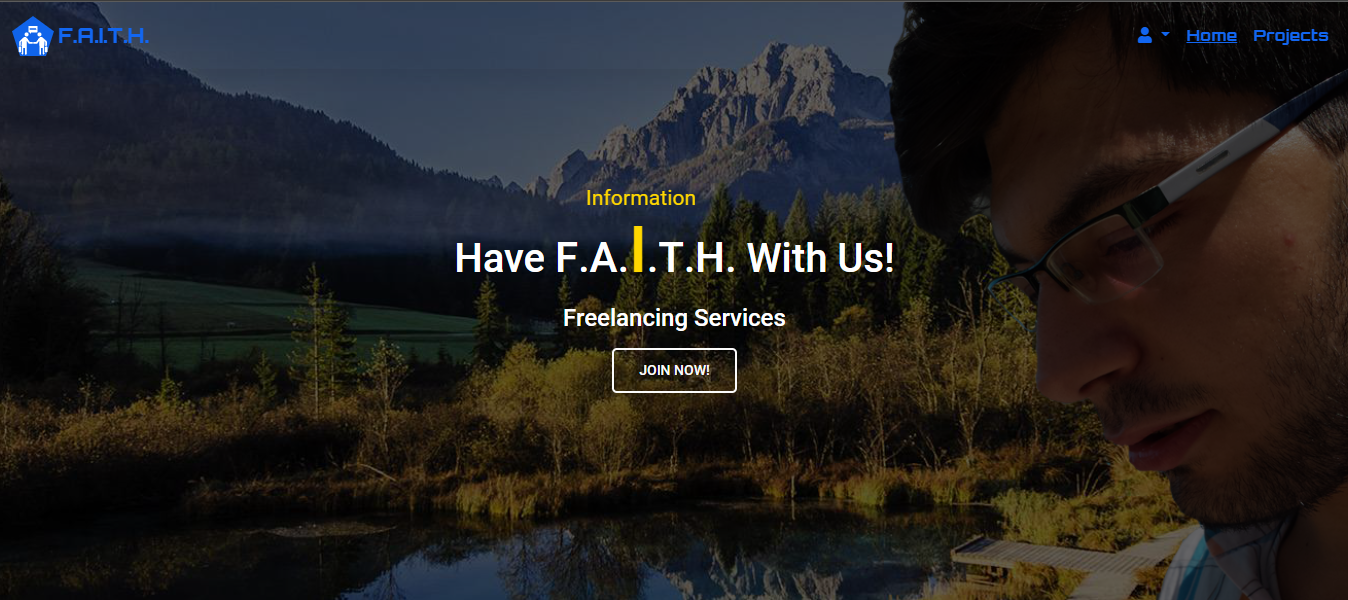 F.A.I.T.H.
Home Projects
Information
Have F.A.I.T.H. With Us!
Freelancing Services
JOIN NOW!